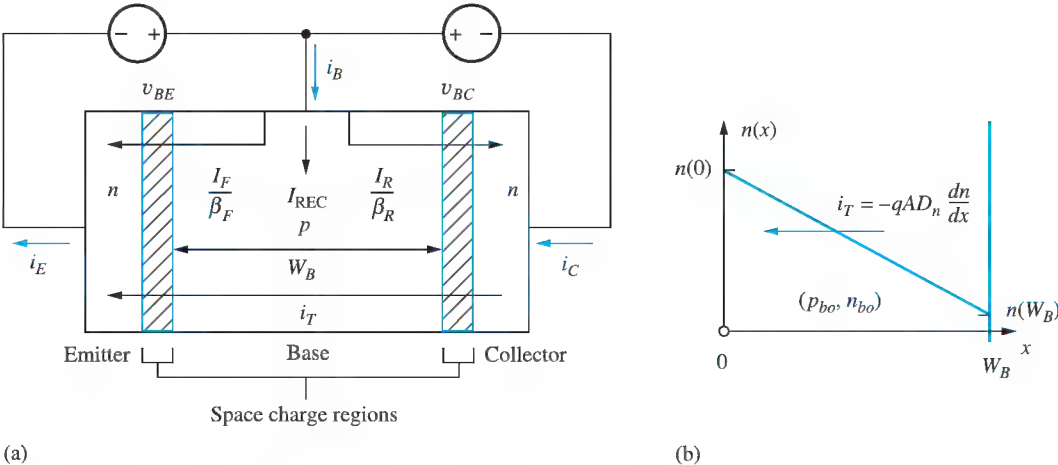 − +
+ −
i_B
v_BE
v_BC
n
I_F/β_F
I_REC
p
I_R/β_R
n
W_B
i_E
i_C
i_T
Emitter
Base
Collector
Space charge regions
(a)
n(x)
n(0)
i_T = −qAD_n dn/dx
(p_bo, n_bo)
n(W_B)
0
W_B
x
(b)